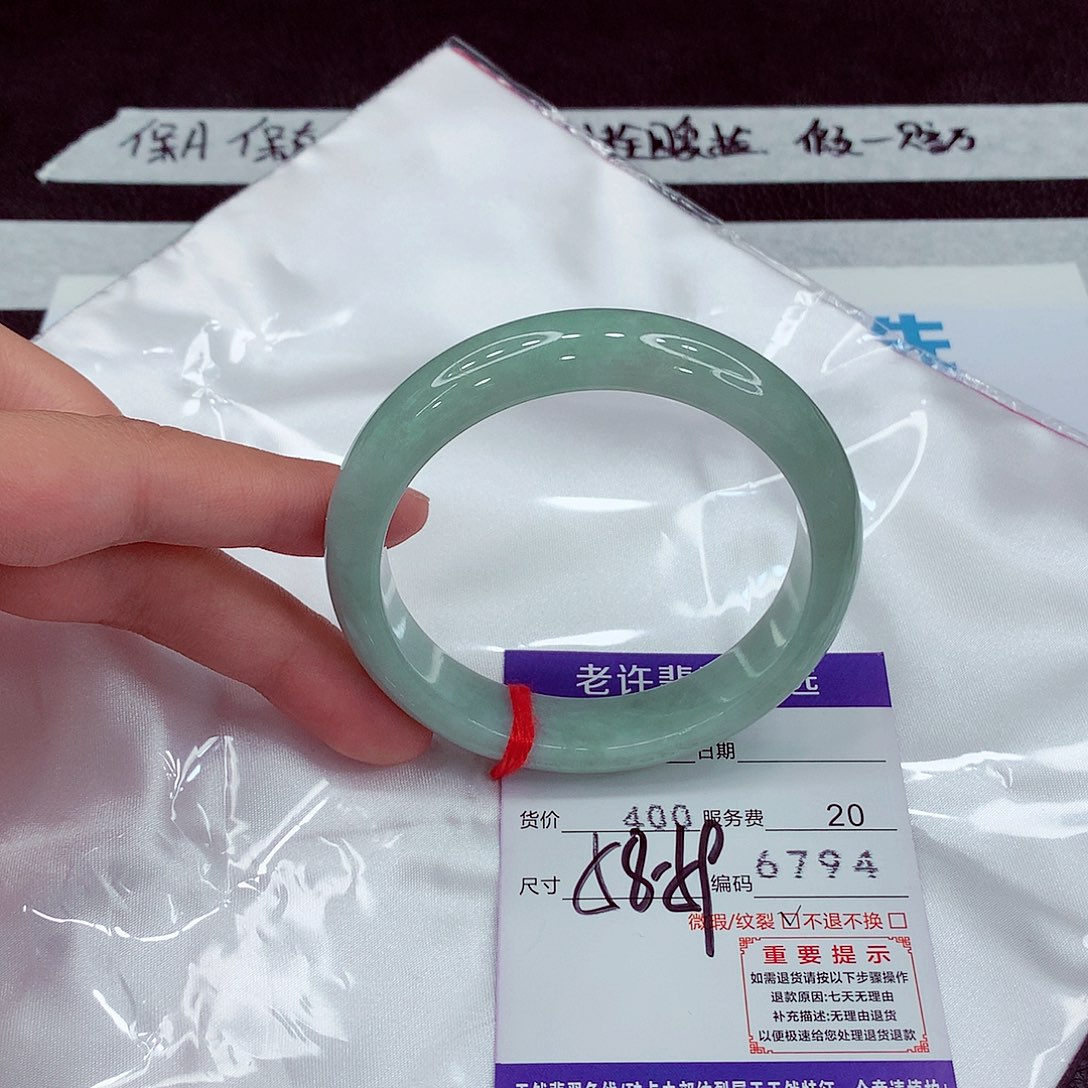 保A 保 假一赔万
先
老许翡 选
日期
货价 400 服务费 20
尺寸 58.8 编码 6794
微瑕/纹裂 不退不换
重要提示
如需退货请按以下步骤操作
退款原因:七天无理由
补充描述:无理由退货
以便极速给您处理退货退款